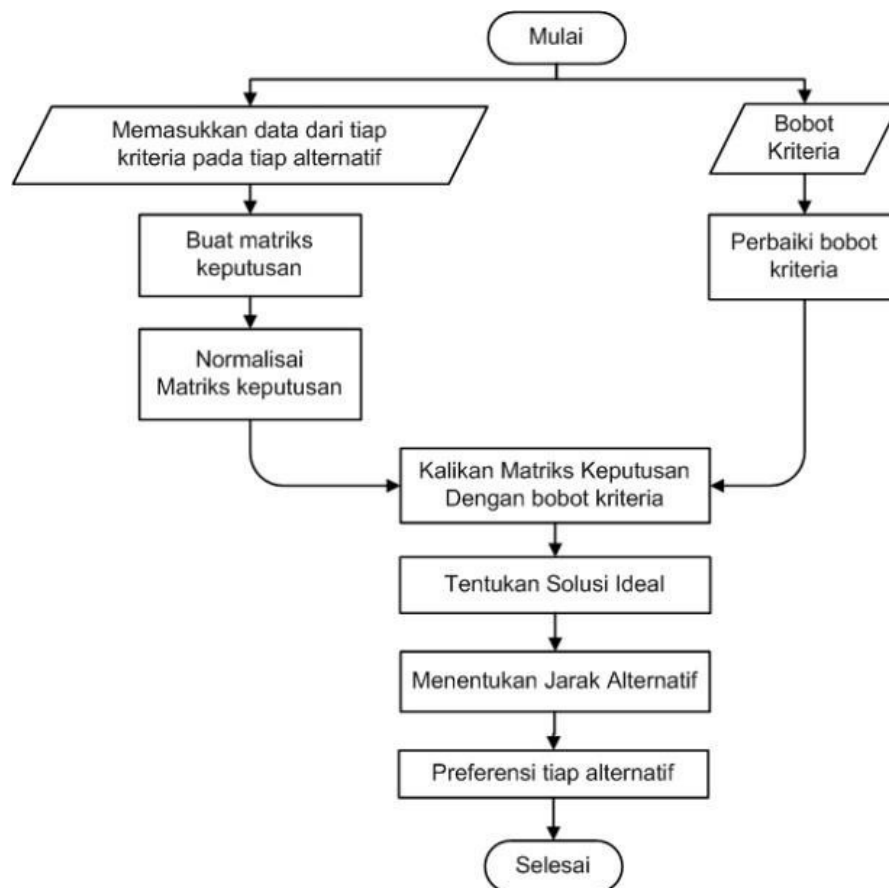 Mulai
Memasukkan data dari tiap
kriteria pada tiap alternatif
Bobot
Kriteria
Buat matriks
keputusan
Perbaiki bobot
kriteria
Normalisai
Matriks keputusan
Kalikan Matriks Keputusan
Dengan bobot kriteria
Tentukan Solusi Ideal
Menentukan Jarak Alternatif
Preferensi tiap alternatif
Selesai